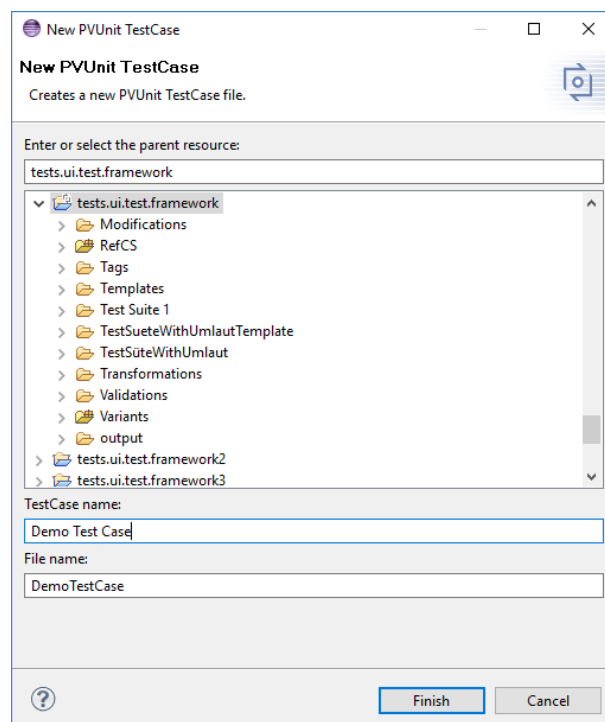 New PVUnit TestCase
New PVUnit TestCase
Creates a new PVUnit TestCase file.
Enter or select the parent resource:
tests.ui.test.framework
tests.ui.test.framework
Modifications
RefCS
Tags
Templates
Test Suite 1
TestSueteWithUmlautTemplate
TestSüteWithUmlaut
Transformations
Validations
Variants
output
tests.ui.test.framework2
tests.ui.test.framework3
TestCase name:
Demo Test Case
File name:
DemoTestCase
Finish
Cancel